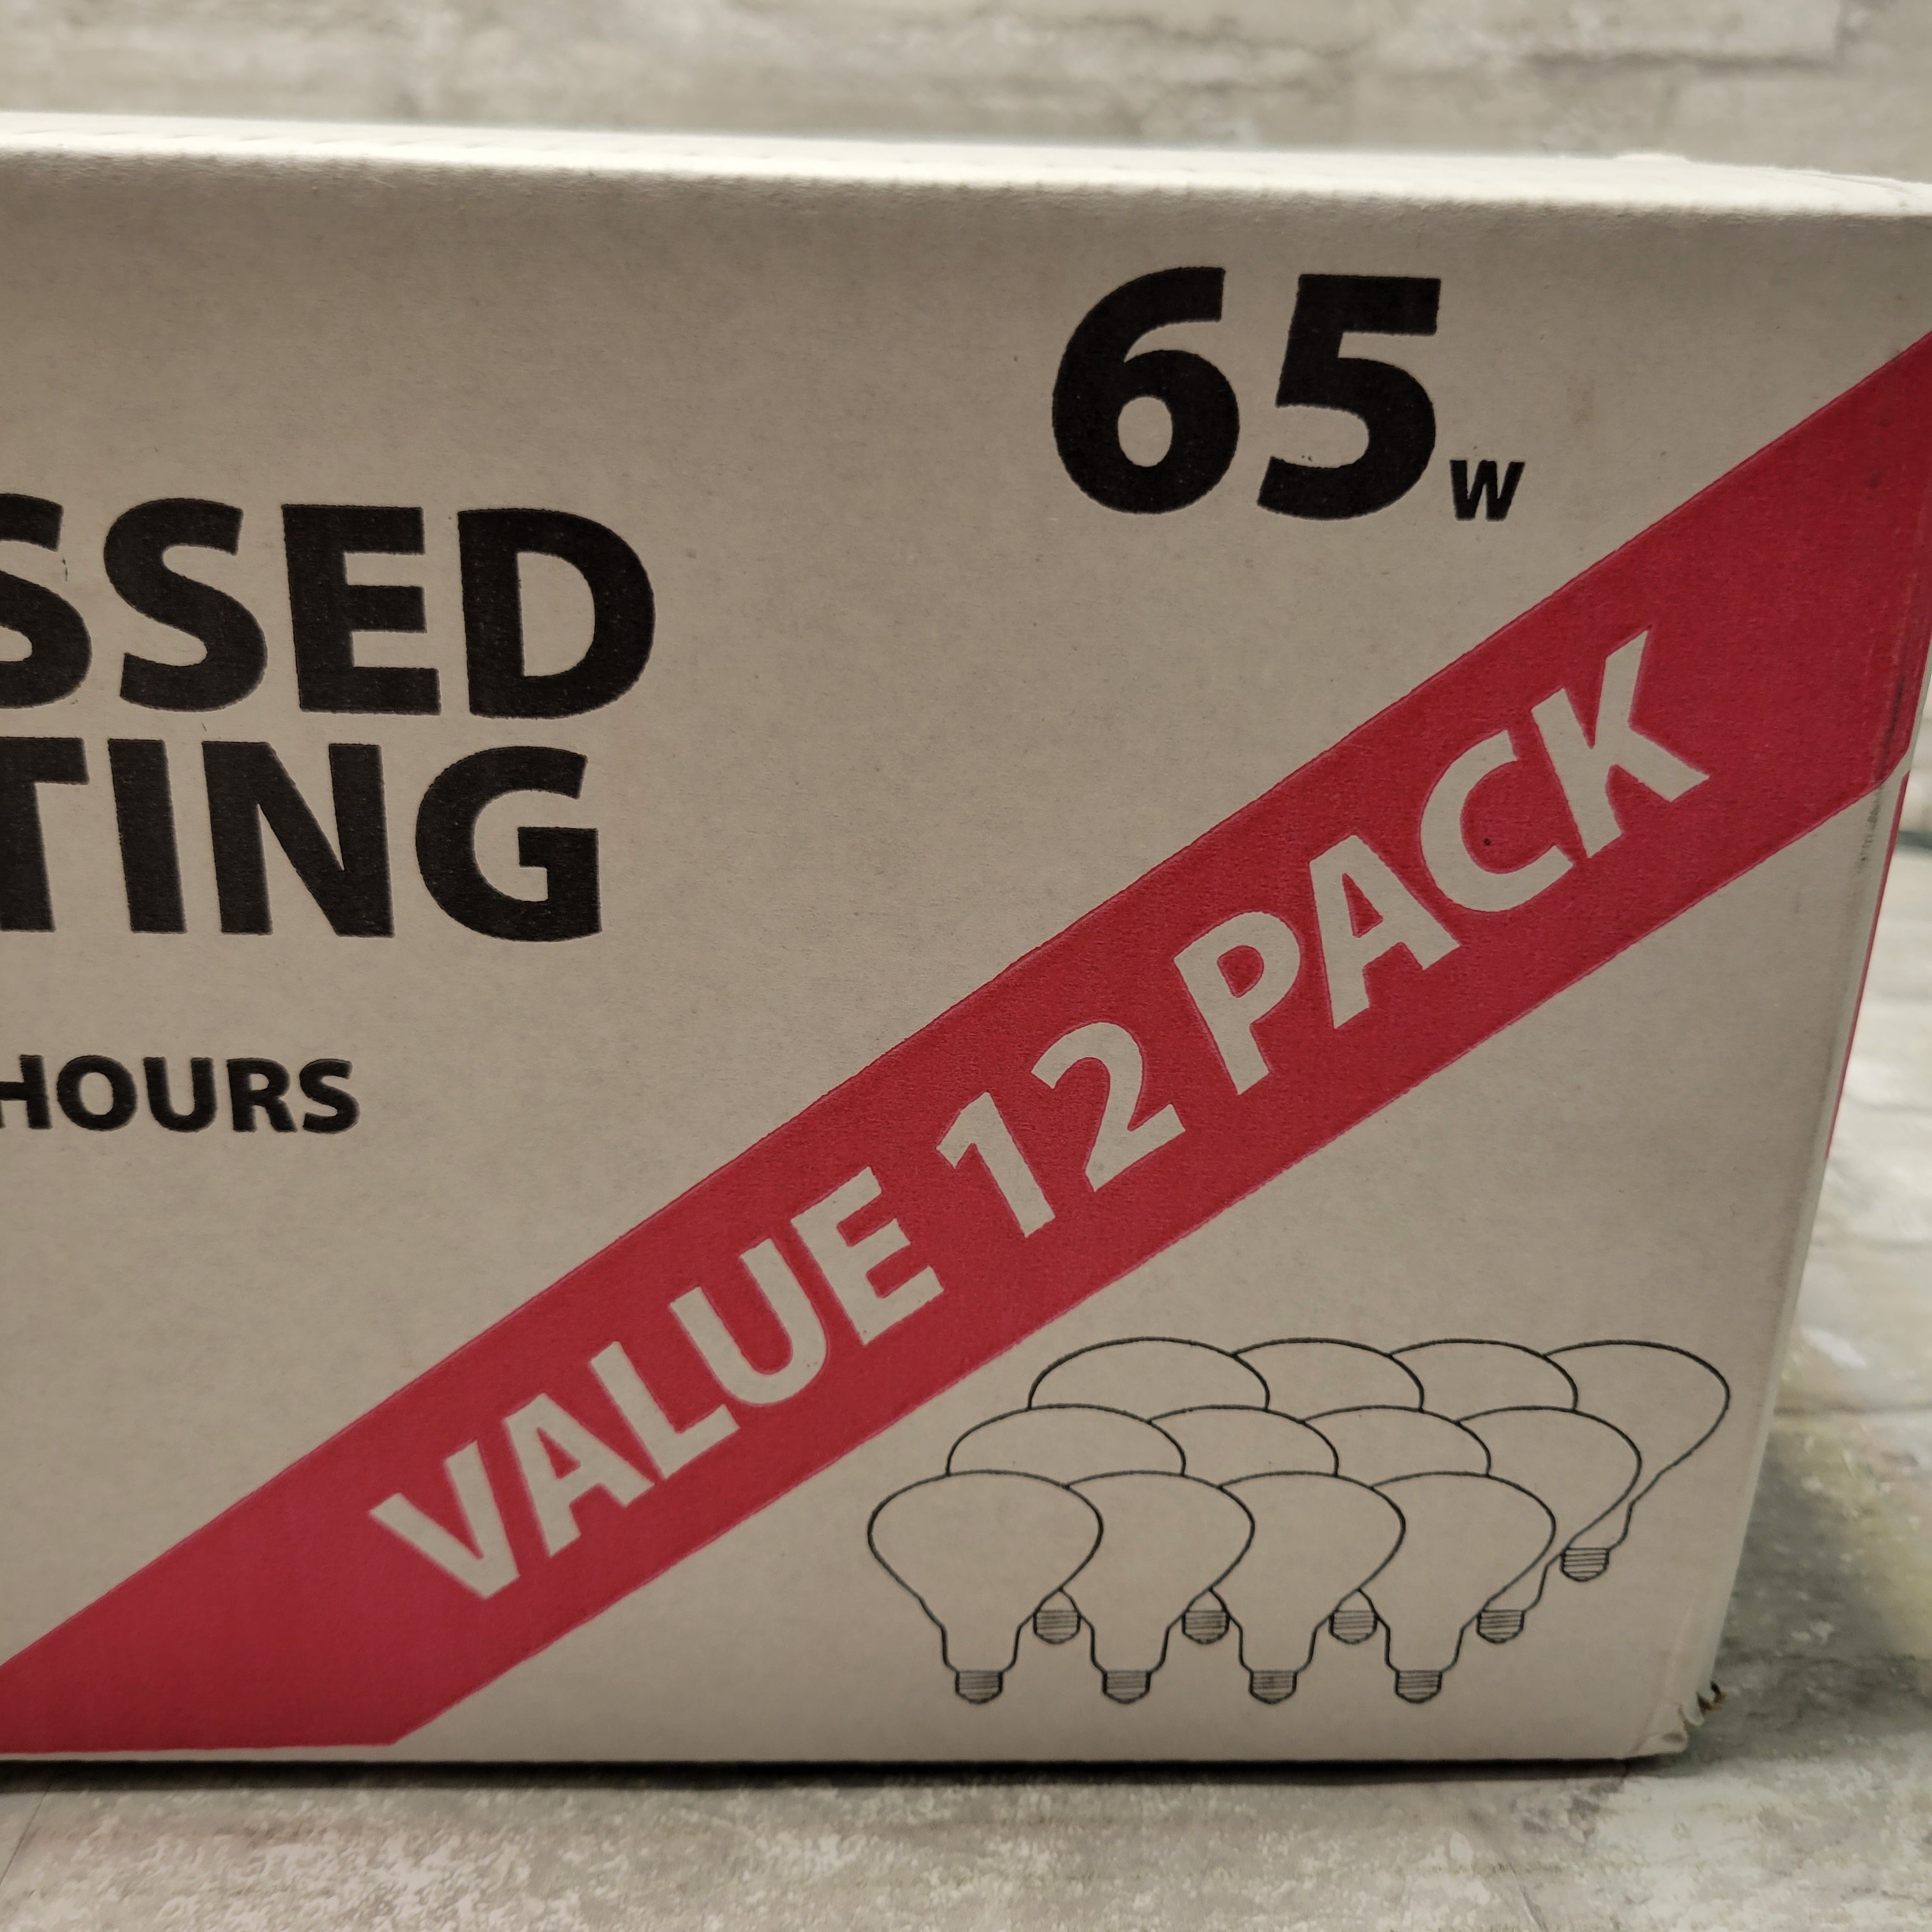 65W
SSED
TING
HOURS
VALUE 12 PACK